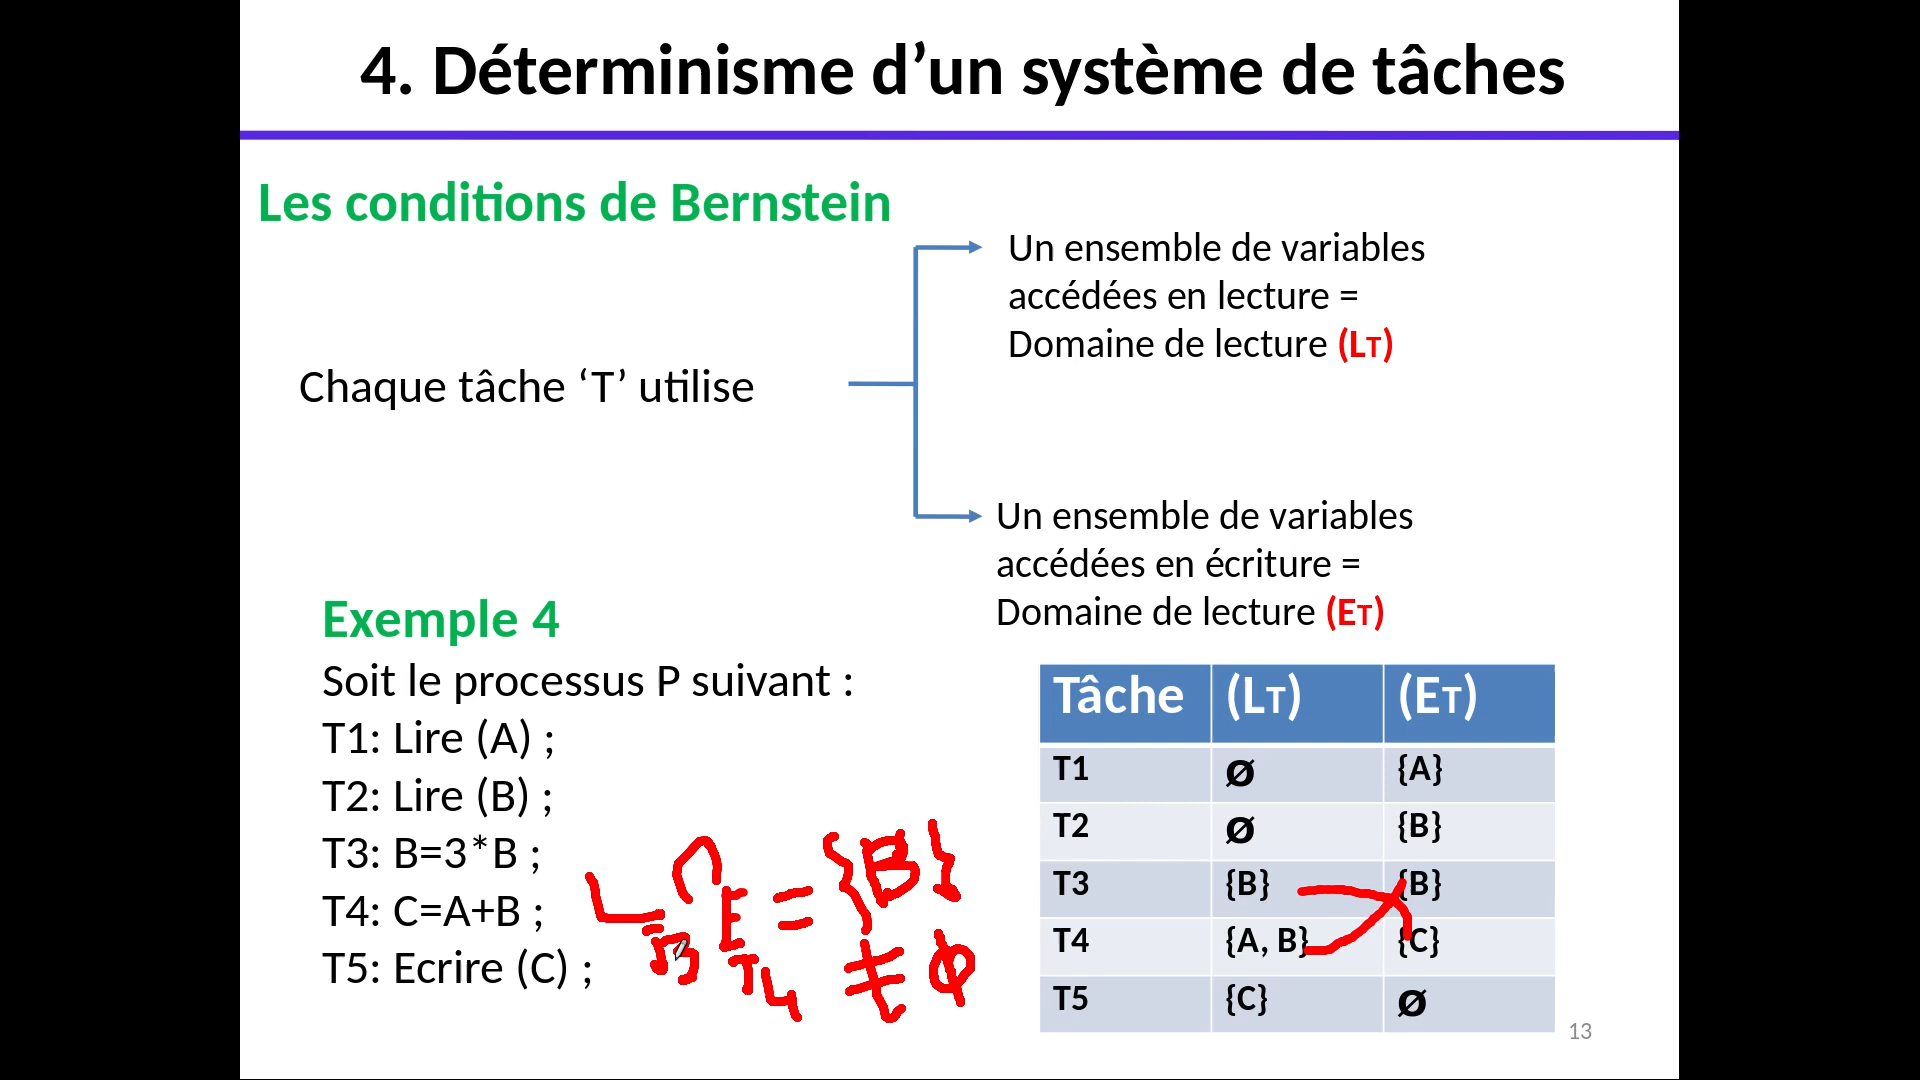 4. Déterminisme d’un système de tâches
Les conditions de Bernstein
Un ensemble de variables
accédées en lecture =
Domaine de lecture (LT)
Chaque tâche ‘T’ utilise
Un ensemble de variables
accédées en écriture =
Domaine de lecture (ET)
Exemple 4
Soit le processus P suivant :
T1: Lire (A) ;
T2: Lire (B) ;
T3: B=3*B ;
T4: C=A+B ;
T5: Ecrire (C) ;
L ∩ E = {B}
T4 ≠ Ø
Tâche (LT) (ET)
T1 Ø {A}
T2 Ø {B}
T3 {B} {B}
T4 {A, B} {C}
T5 {C} Ø
13